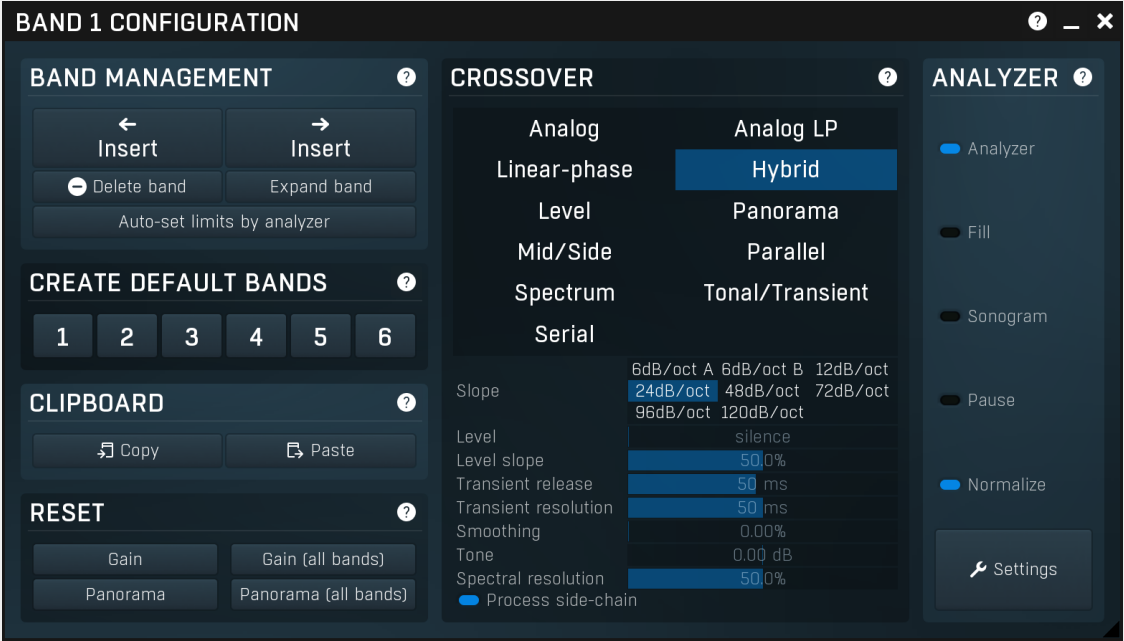 BAND 1 CONFIGURATION ?
BAND MANAGEMENT ?
Insert Insert
Delete band Expand band
Auto-set limits by analyzer
CREATE DEFAULT BANDS ?
1 2 3 4 5 6
CLIPBOARD ?
Copy Paste
RESET ?
Gain Gain (all bands)
Panorama Panorama (all bands)
CROSSOVER ?
Analog Analog LP
Linear-phase Hybrid
Level Panorama
Mid/Side Parallel
Spectrum Tonal/Transient
Serial
6dB/oct A 6dB/oct B 12dB/oct
Slope 24dB/oct 48dB/oct 72dB/oct
96dB/oct 120dB/oct
Level silence
Level slope 50.0%
Transient release 50 ms
Transient resolution 50 ms
Smoothing 0.00%
Tone 0.00 dB
Spectral resolution 50.0%
Process side-chain
ANALYZER ?
Analyzer
Fill
Sonogram
Pause
Normalize
Settings